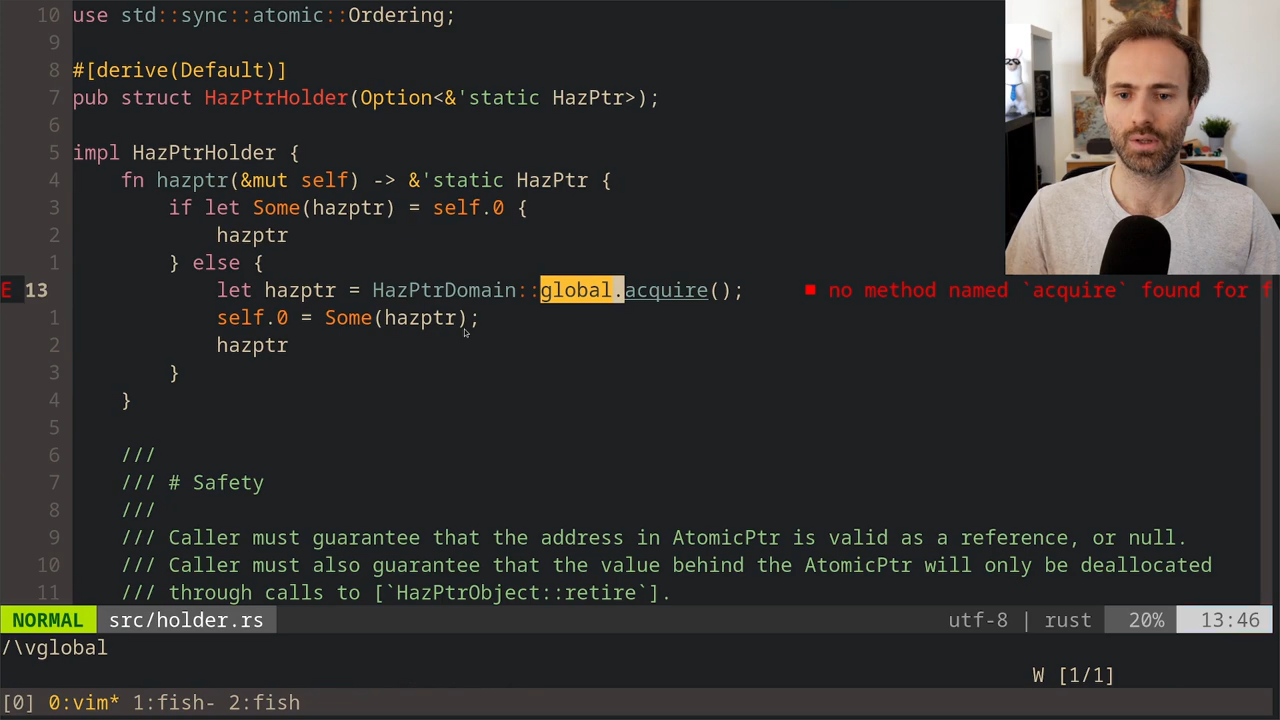 10 use std::sync::atomic::Ordering;
9
8 #[derive(Default)]
7 pub struct HazPtrHolder(Option<&'static HazPtr>);
6
5 impl HazPtrHolder {
4     fn hazptr(&mut self) -> &'static HazPtr {
3         if let Some(hazptr) = self.0 {
2             hazptr
1         } else {
E 13             let hazptr = HazPtrDomain::global.acquire();     ■ no method named `acquire` found for f
1             self.0 = Some(hazptr);
2             hazptr
3         }
4     }
5
6     ///
7     /// # Safety
8     ///
9     /// Caller must guarantee that the address in AtomicPtr is valid as a reference, or null.
10     /// Caller must also guarantee that the value behind the AtomicPtr will only be deallocated
11     /// through calls to [`HazPtrObject::retire`].
NORMAL src/holder.rs utf-8 | rust 20% 13:46
/\vglobal
W [1/1]
[0] 0:vim* 1:fish- 2:fish